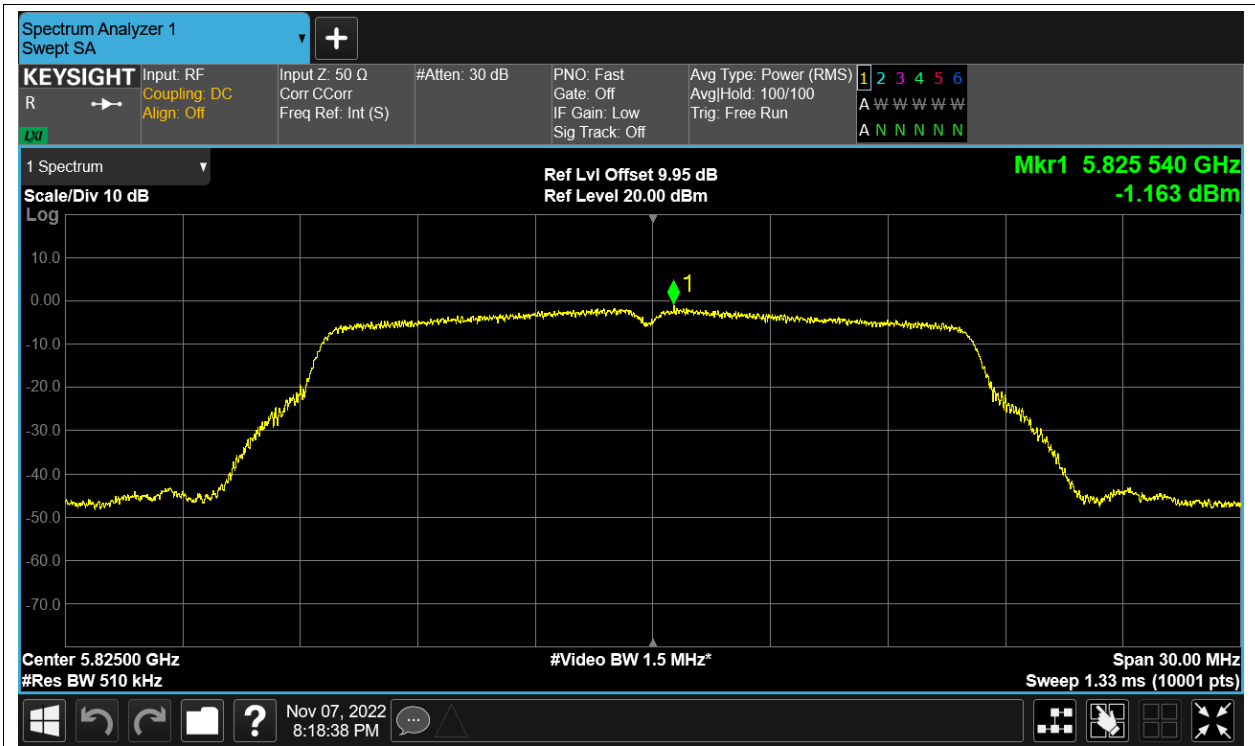 Spectrum Analyzer 1
Swept SA
KEYSIGHT
R
LXI
Input: RF
Coupling: DC
Align: Off
Input Z: 50 Ω
Corr CCorr
Freq Ref: Int (S)
#Atten: 30 dB
PNO: Fast
Gate: Off
IF Gain: Low
Sig Track: Off
Avg Type: Power (RMS)
Avg|Hold: 100/100
Trig: Free Run
1 2 3 4 5 6
A W W W W W
A N N N N N
1 Spectrum
Scale/Div 10 dB
Log
Ref Lvl Offset 9.95 dB
Ref Level 20.00 dBm
Mkr1 5.825 540 GHz
-1.163 dBm
1
10.0
0.00
-10.0
-20.0
-30.0
-40.0
-50.0
-60.0
-70.0
Center 5.82500 GHz
#Res BW 510 kHz
#Video BW 1.5 MHz*
Span 30.00 MHz
Sweep 1.33 ms (10001 pts)
?
Nov 07, 2022
8:18:38 PM